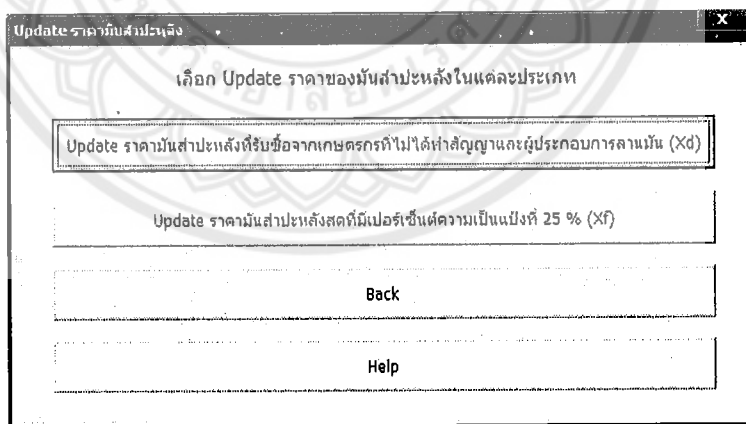 Update ราคามันสำปะหลัง
X
เลือก Update ราคาของมันสำปะหลังในแต่ละประเภท
Update ราคามันสำปะหลังที่รับซื้อจากเกษตรกรที่ไม่ได้ทำสัญญาและผู้ประกอบการลานมัน (Xd)
Update ราคามันสำปะหลังสดที่มีเปอร์เซ็นต์ความเป็นแป้งที่ 25 % (Xf)
Back
Help